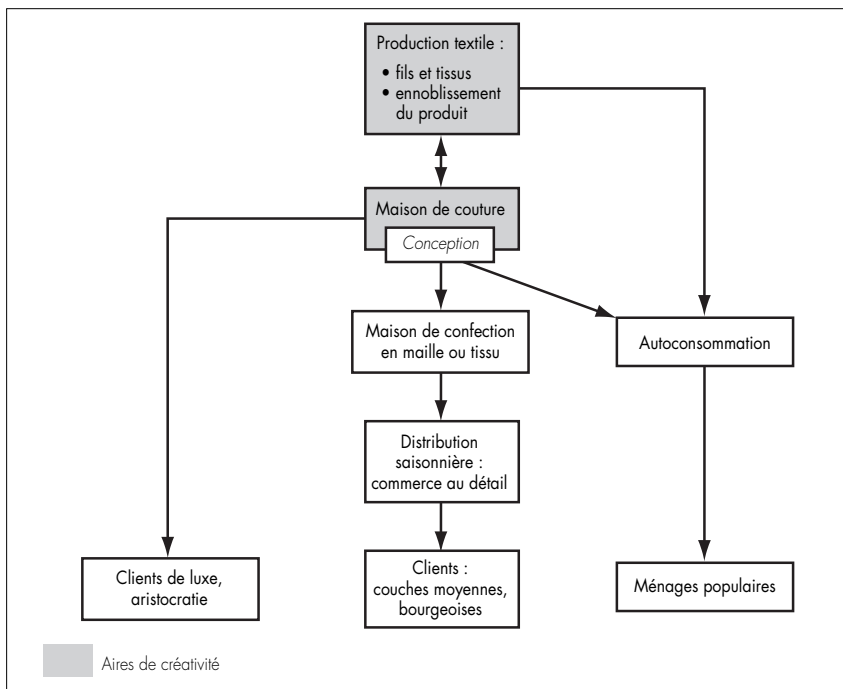 Production textile :
• fils et tissus
• ennoblissement
du produit
Maison de couture
Conception
Maison de confection
en maille ou tissu
Autoconsommation
Distribution
saisonnière :
commerce au détail
Clients de luxe,
aristocratie
Clients :
couches moyennes,
bourgeoises
Ménages populaires
Aires de créativité